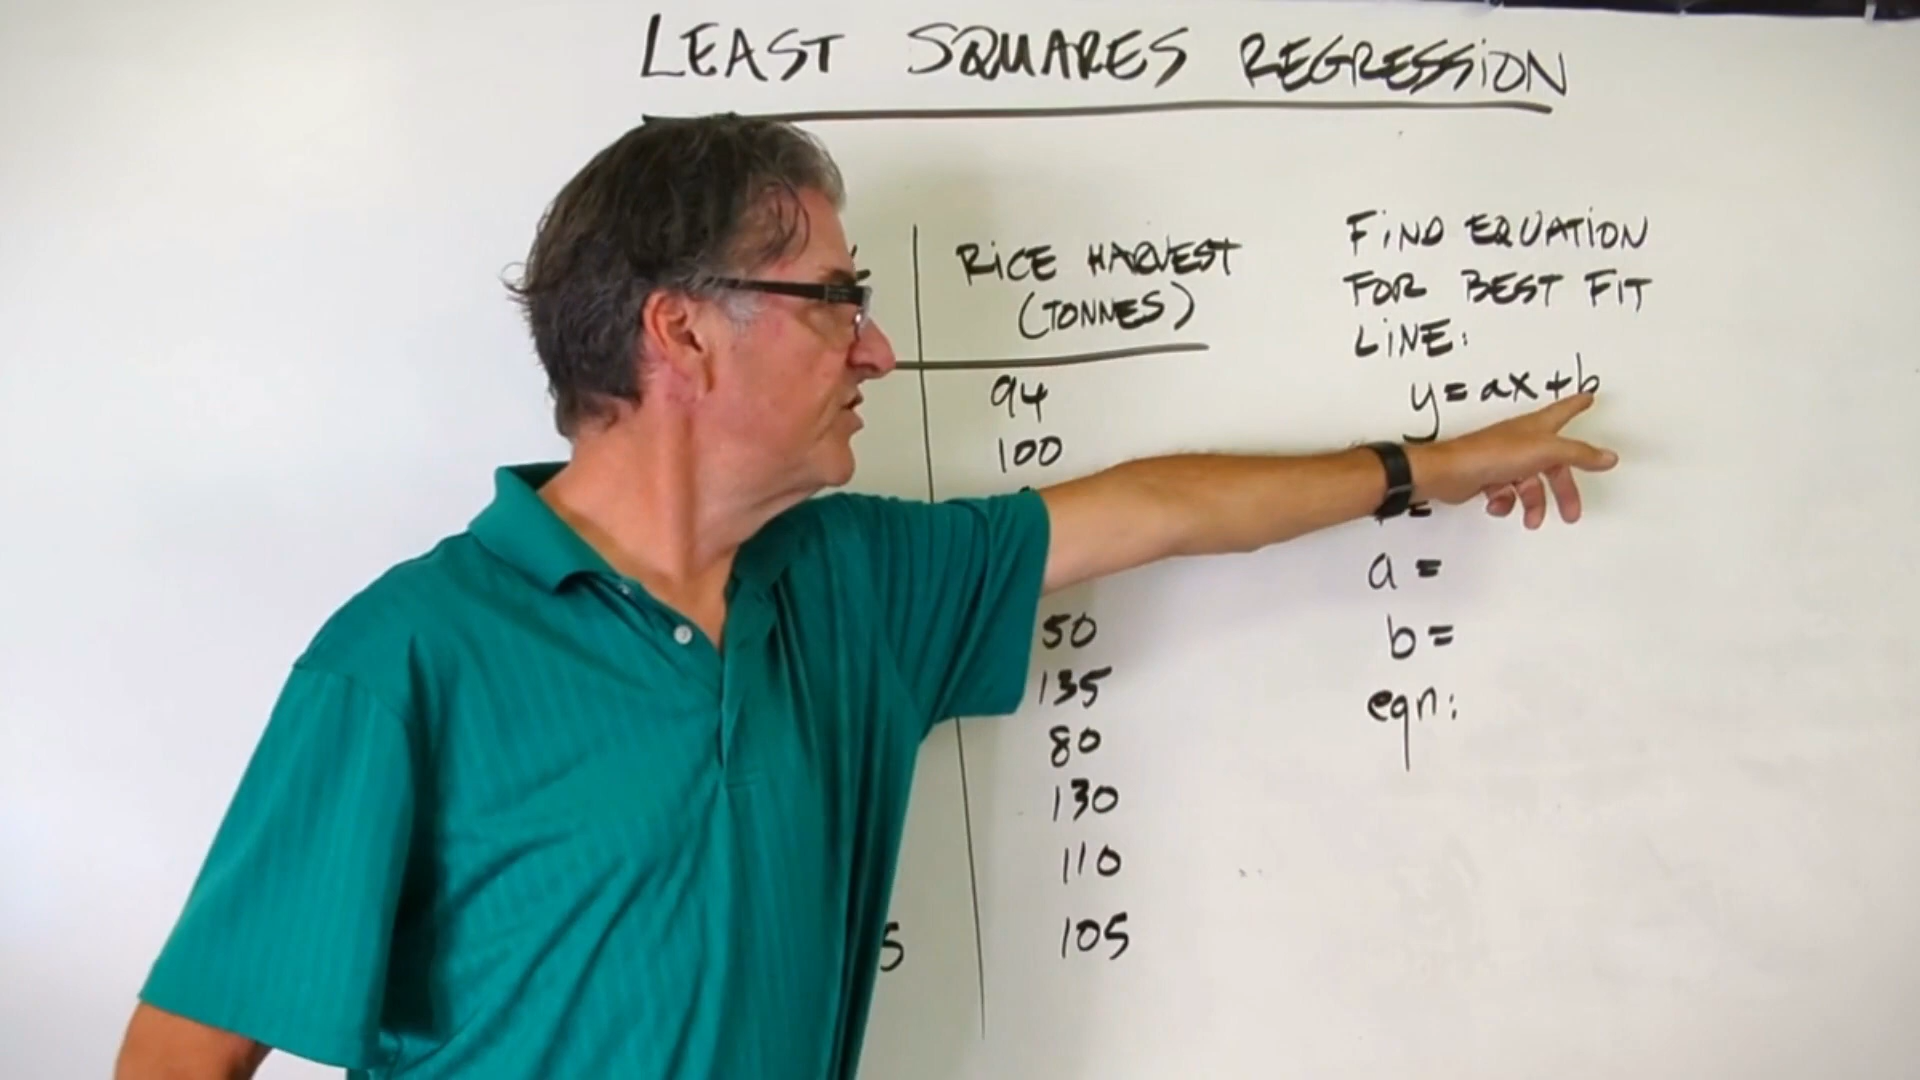 LEAST SQUARES REGRESSION
RICE HARVEST
(TONNES)
94
100
50
135
80
130
110
5 105
FIND EQUATION
FOR BEST FIT
LINE:
y = ax + b
=
a =
b =
eqn: